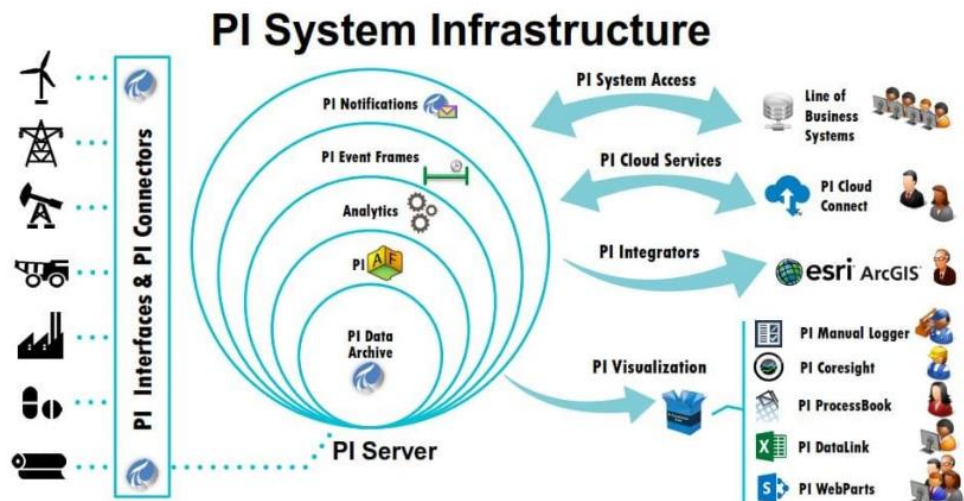 PI System Infrastructure
PI Interfaces & PI Connectors
PI Notifications
PI Event Frames
Analytics
PI AF
PI Data
Archive
PI Server
PI System Access
Line of
Business
Systems
PI Cloud Services
PI Cloud
Connect
PI Integrators
esri ArcGIS
PI Visualization
PI Manual Logger
PI Coresight
PI ProcessBook
X
PI DataLink
S
PI WebParts